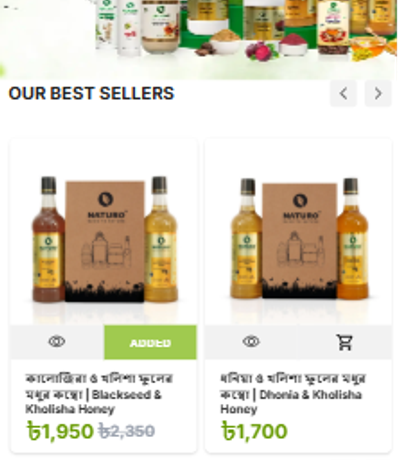 OUR BEST SELLERS
NATURO
NATURO
ADDED
কালোজিরা ও খলিশা ফুলের
মধুর কম্বো | Blackseed &
Kholisha Honey
৳1,950 ৳2,350
ধনিয়া ও খলিশা ফুলের মধুর
কম্বো | Dhonia & Kholisha
Honey
৳1,700